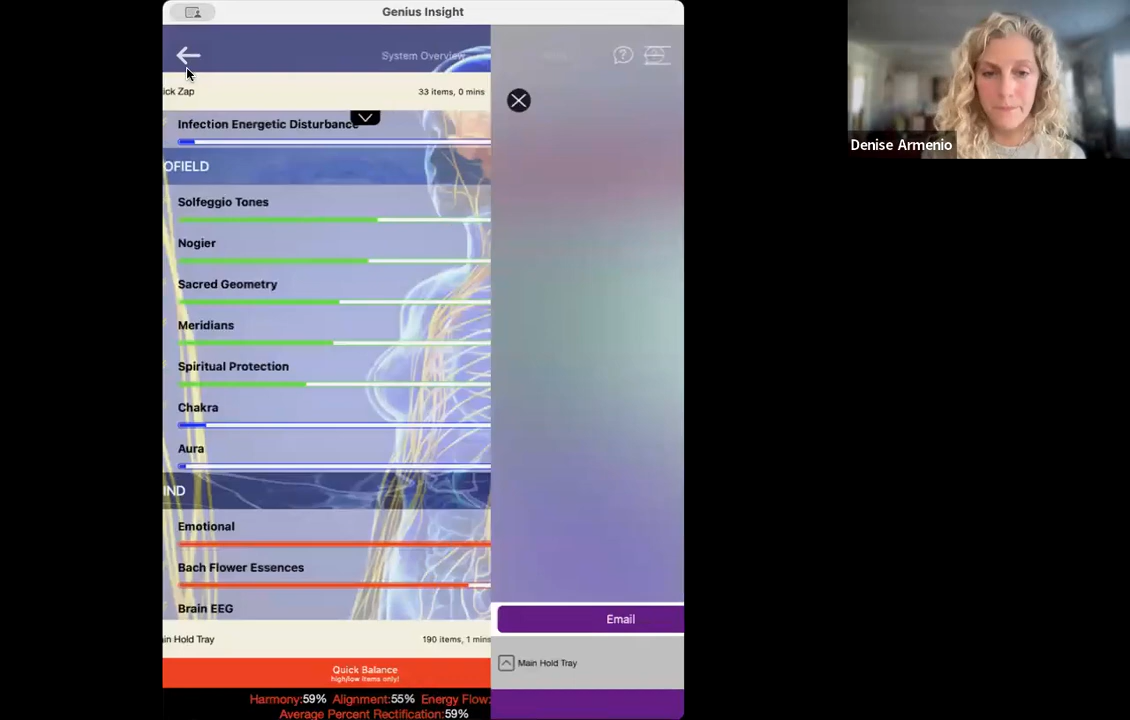 Genius Insight
System Overview
ick Zap
33 items, 0 mins
Infection Energetic Disturbance
OFIELD
Solfeggio Tones
Nogier
Sacred Geometry
Meridians
Spiritual Protection
Chakra
Aura
IND
Emotional
Bach Flower Essences
Brain EEG
in Hold Tray
190 items, 1 mins
Quick Balance
high/low items only!
Harmony:59% Alignment:55% Energy Flow:
Average Percent Rectification:59%
?
Email
Main Hold Tray
Denise Armenio